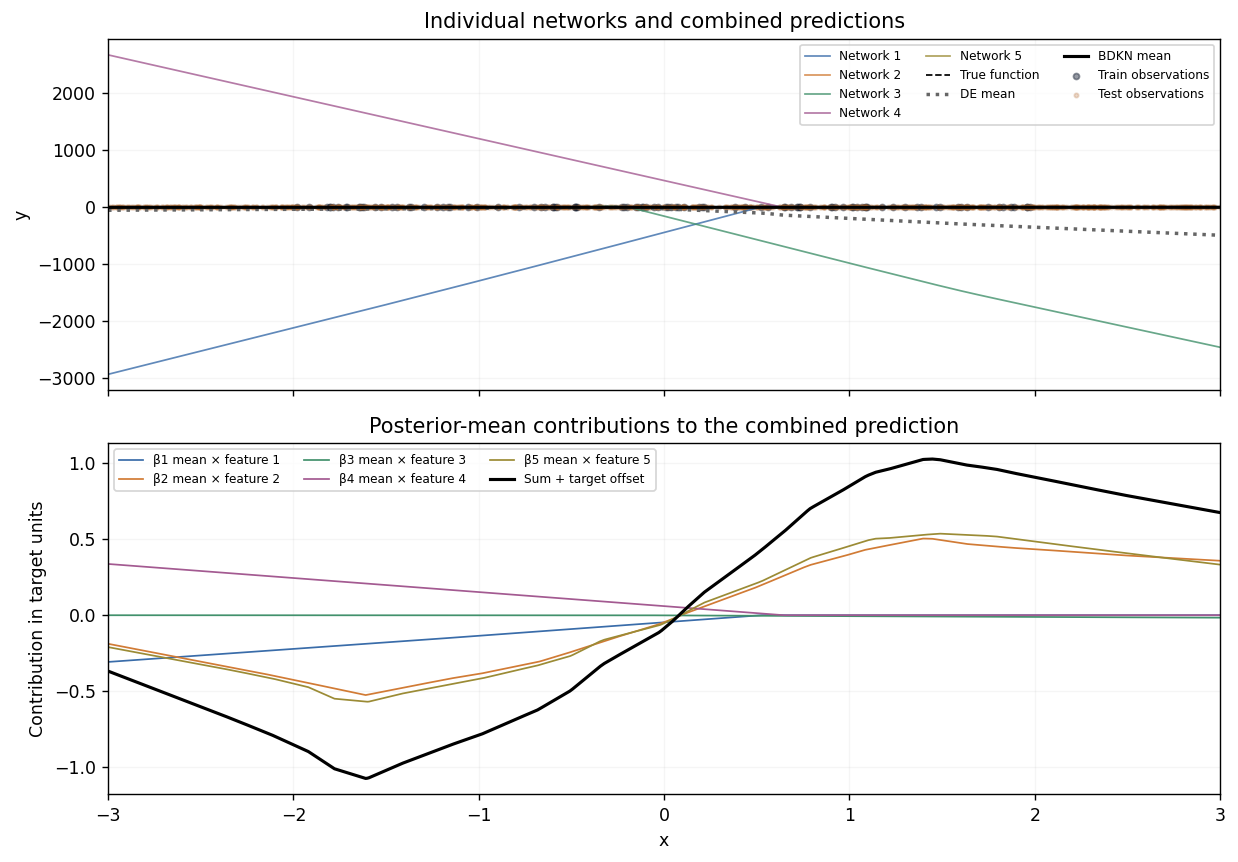 Individual networks and combined predictions
Network 1
Network 2
Network 3
Network 4
Network 5
True function
DE mean
BDKN mean
Train observations
Test observations
2000
1000
0
−1000
−2000
−3000
y
Posterior-mean contributions to the combined prediction
β1 mean × feature 1
β2 mean × feature 2
β3 mean × feature 3
β4 mean × feature 4
β5 mean × feature 5
Sum + target offset
1.0
0.5
0.0
−0.5
−1.0
Contribution in target units
−3
−2
−1
0
1
2
3
x